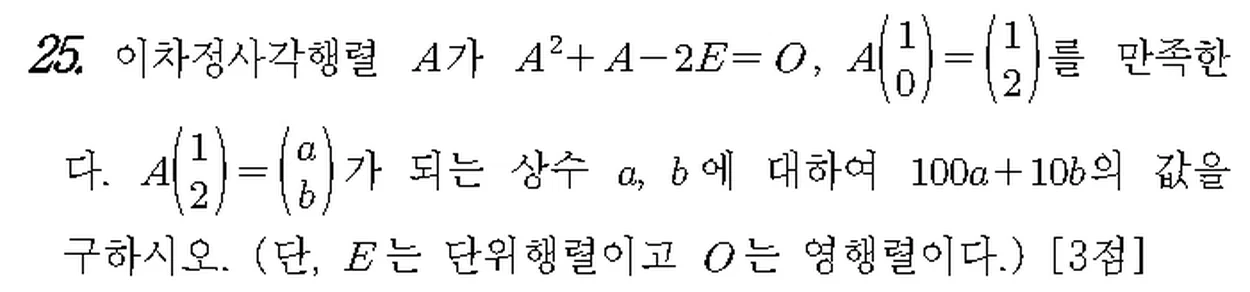 25. 이차정사각행렬 A가 A²+A−2E=O, A(1 0)=(1 2)를 만족한
다. A(1 2)=(a b)가 되는 상수 a, b에 대하여 100a+10b의 값을
구하시오. (단, E는 단위행렬이고 O는 영행렬이다.) [3점]